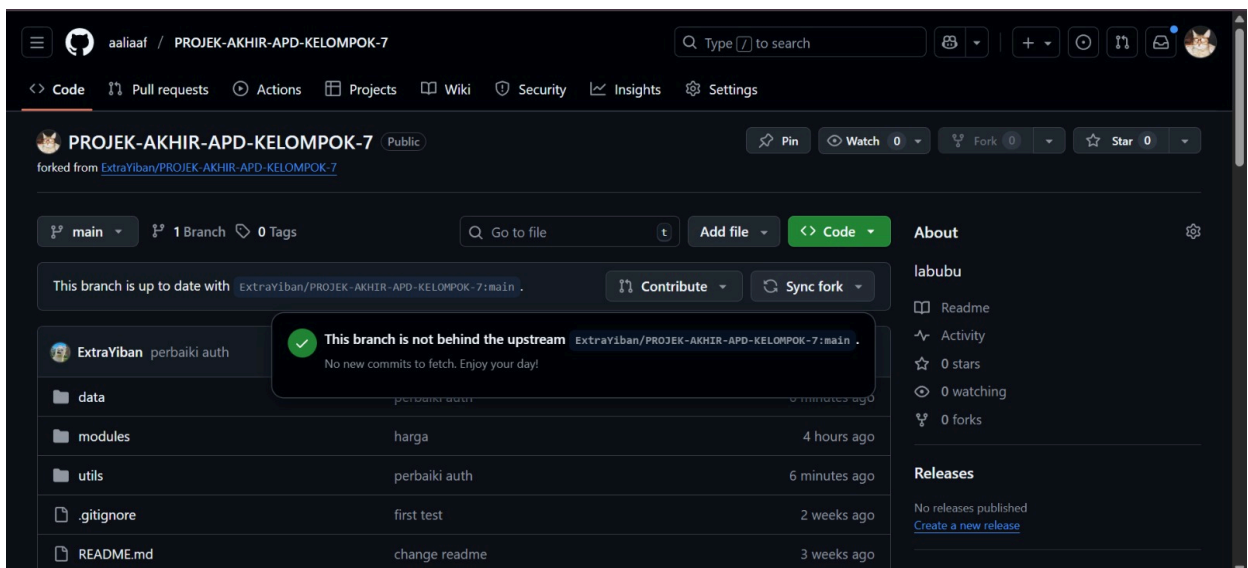 aaliaaf / PROJEK-AKHIR-APD-KELOMPOK-7 Type / to search
Code Pull requests Actions Projects Wiki Security Insights Settings
PROJEK-AKHIR-APD-KELOMPOK-7 Public Pin Watch 0 Fork 0 Star 0
forked from ExtraYiban/PROJEK-AKHIR-APD-KELOMPOK-7
main 1 Branch 0 Tags Go to file t Add file Code
This branch is up to date with ExtraYiban/PROJEK-AKHIR-APD-KELOMPOK-7:main . Contribute Sync fork
This branch is not behind the upstream ExtraYiban/PROJEK-AKHIR-APD-KELOMPOK-7:main .
No new commits to fetch. Enjoy your day!
ExtraYiban perbaiki auth
data perbaiki auth minutes ago
modules harga 4 hours ago
utils perbaiki auth 6 minutes ago
.gitignore first test 2 weeks ago
README.md change readme 3 weeks ago
About
labubu
Readme
Activity
0 stars
0 watching
0 forks
Releases
No releases published
Create a new release